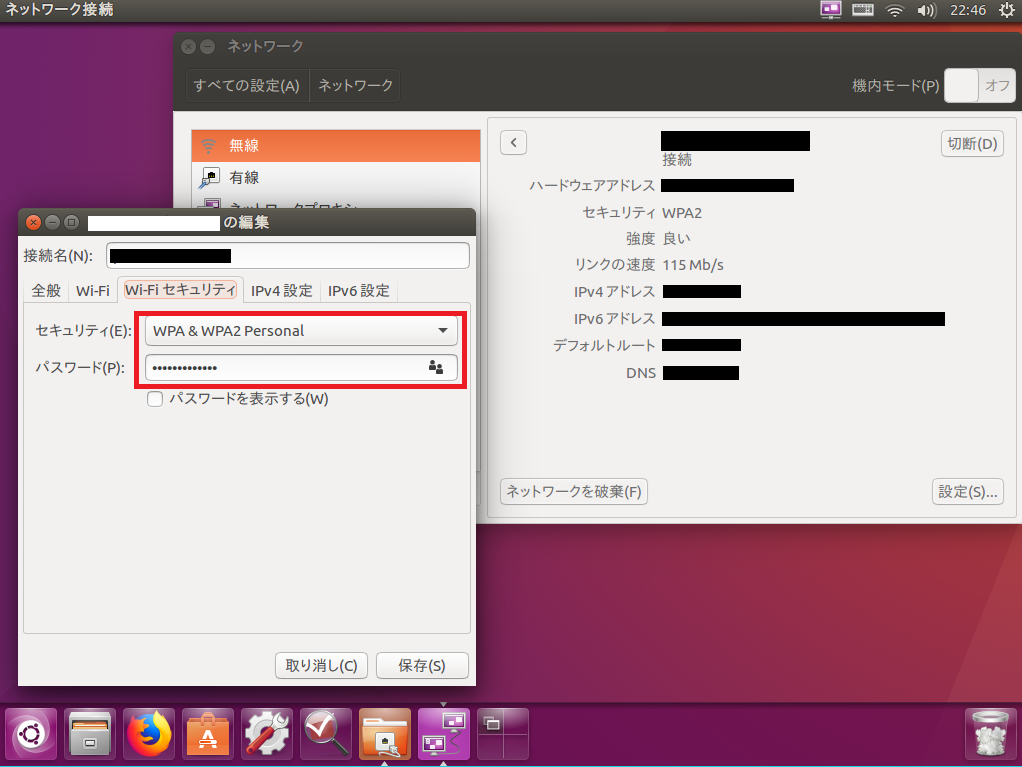 ネットワーク接続
22:46
ネットワーク
すべての設定(A)
ネットワーク
機内モード(P)
オフ
無線
有線
ネットワークプロキシ
接続
切断(D)
ハードウェアアドレス
セキュリティ WPA2
強度 良い
リンクの速度 115 Mb/s
IPv4 アドレス
IPv6 アドレス
デフォルトルート
DNS
ネットワークを破棄(F)
設定(S)...
の編集
接続名(N):
全般
Wi-Fi
Wi-Fi セキュリティ
IPv4 設定
IPv6 設定
セキュリティ(E): WPA & WPA2 Personal
パスワード(P): •••••••••••••
パスワードを表示する(W)
取り消し(C)
保存(S)